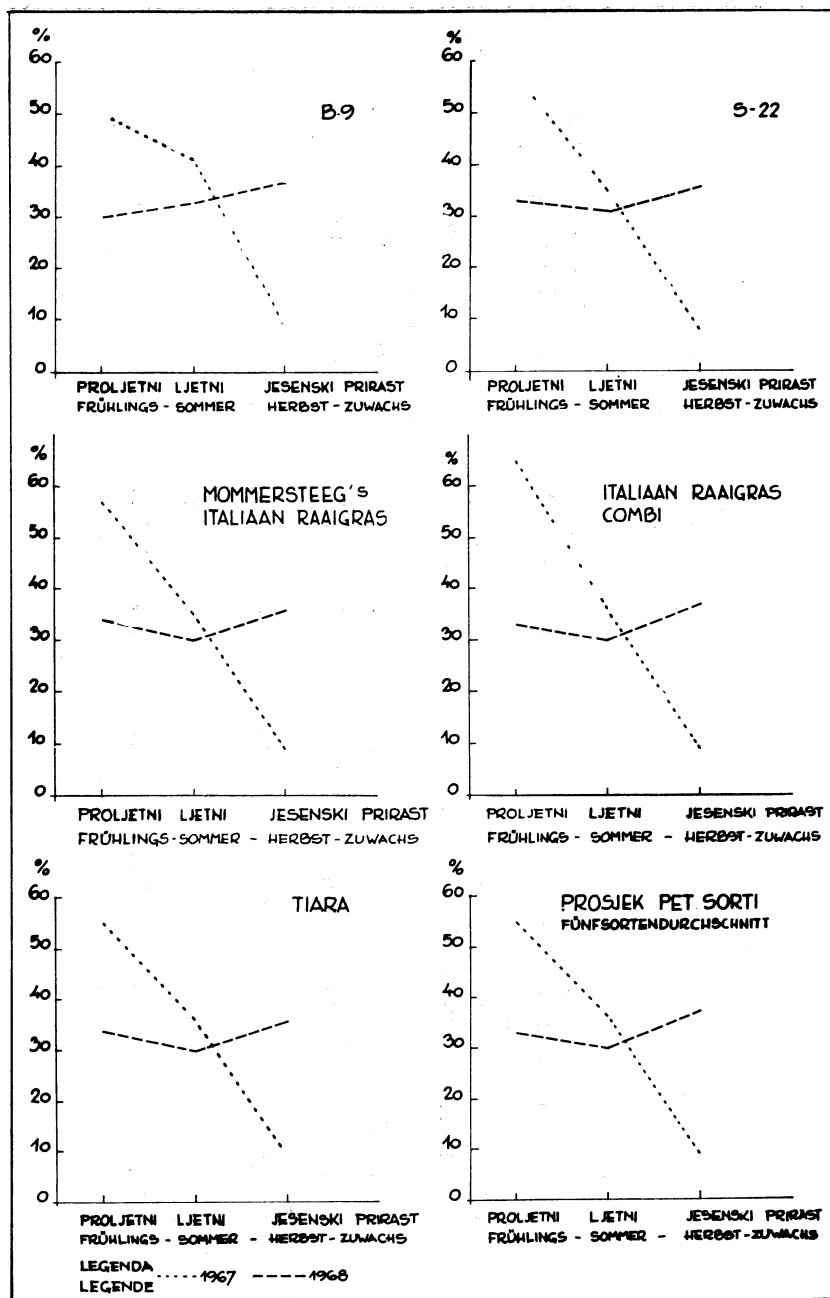 %
60
50
40
30
20
10
0
B-9
PROLJETNI LJETNI JESENSKI PRIRAST
FRÜHLINGS - SOMMER HERBST - ZUWACHS
%
60
50
40
30
20
10
0
S-22
PROLJETNI LJETNI JESENSKI PRIRAST
FRÜHLINGS - SOMMER HERBST - ZUWACHS
%
60
50
40
30
20
10
0
MOMMERSTEEG'S
ITALIAAN RAAIGRAS
PROLJETNI LJETNI JESENSKI PRIRAST
FRÜHLINGS - SOMMER - HERBST - ZUWACHS
%
60
50
40
30
20
10
0
ITALIAAN RAAIGRAS
COMBI
PROLJETNI LJETNI JESENSKI PRIRAST
FRÜHLINGS - SOMMER - HERBST - ZUWACHS
%
60
50
40
30
20
10
0
TIARA
PROLJETNI LJETNI JESENSKI PRIRAST
FRÜHLINGS - SOMMER - HERBST - ZUWACHS
%
60
50
40
30
20
10
0
PROSJEK PET SORTI
FÜNFSORTENDURCHSCHNITT
PROLJETNI LJETNI JESENSKI PRIRAST
FRÜHLINGS - SOMMER - HERBST - ZUWACHS
LEGENDA
LEGENDE
1967
1968